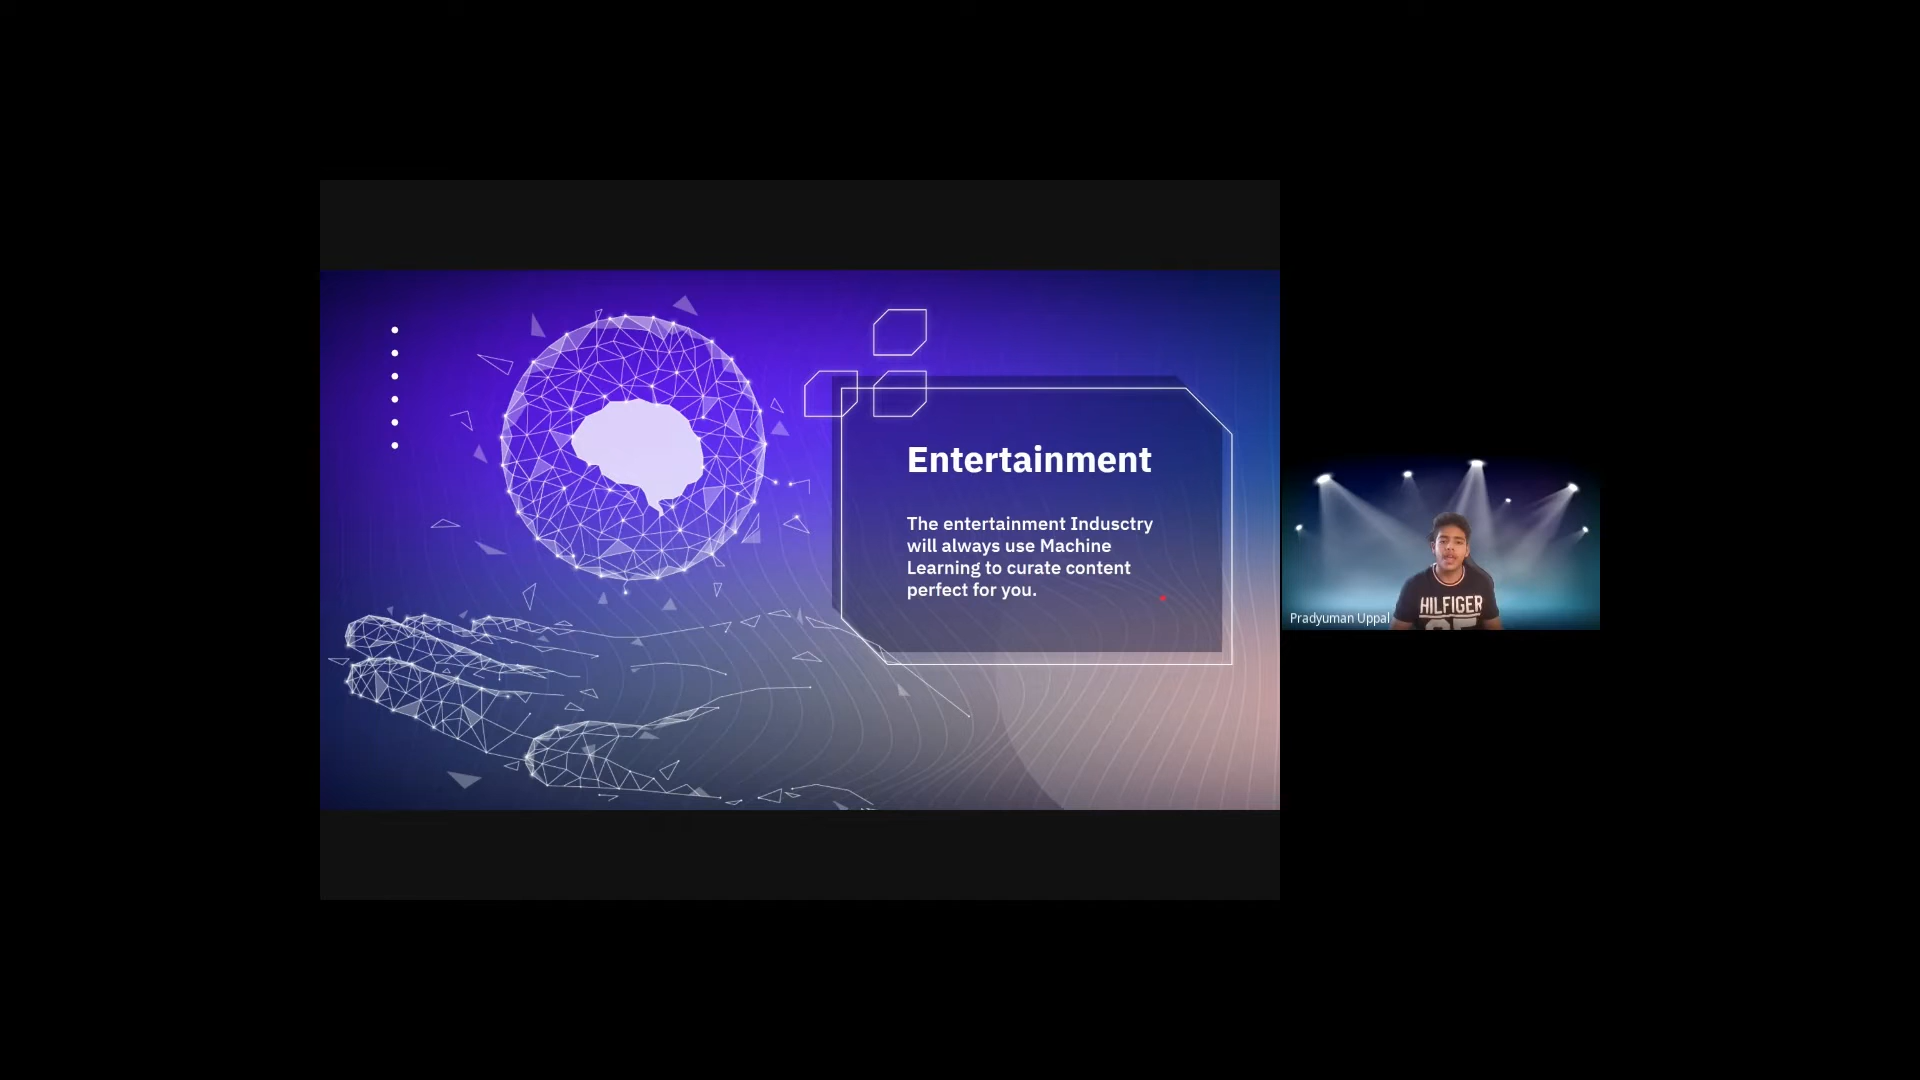 Entertainment
The entertainment Indusctry
will always use Machine
Learning to curate content
perfect for you.
HILFIGER
Pradyuman Uppal